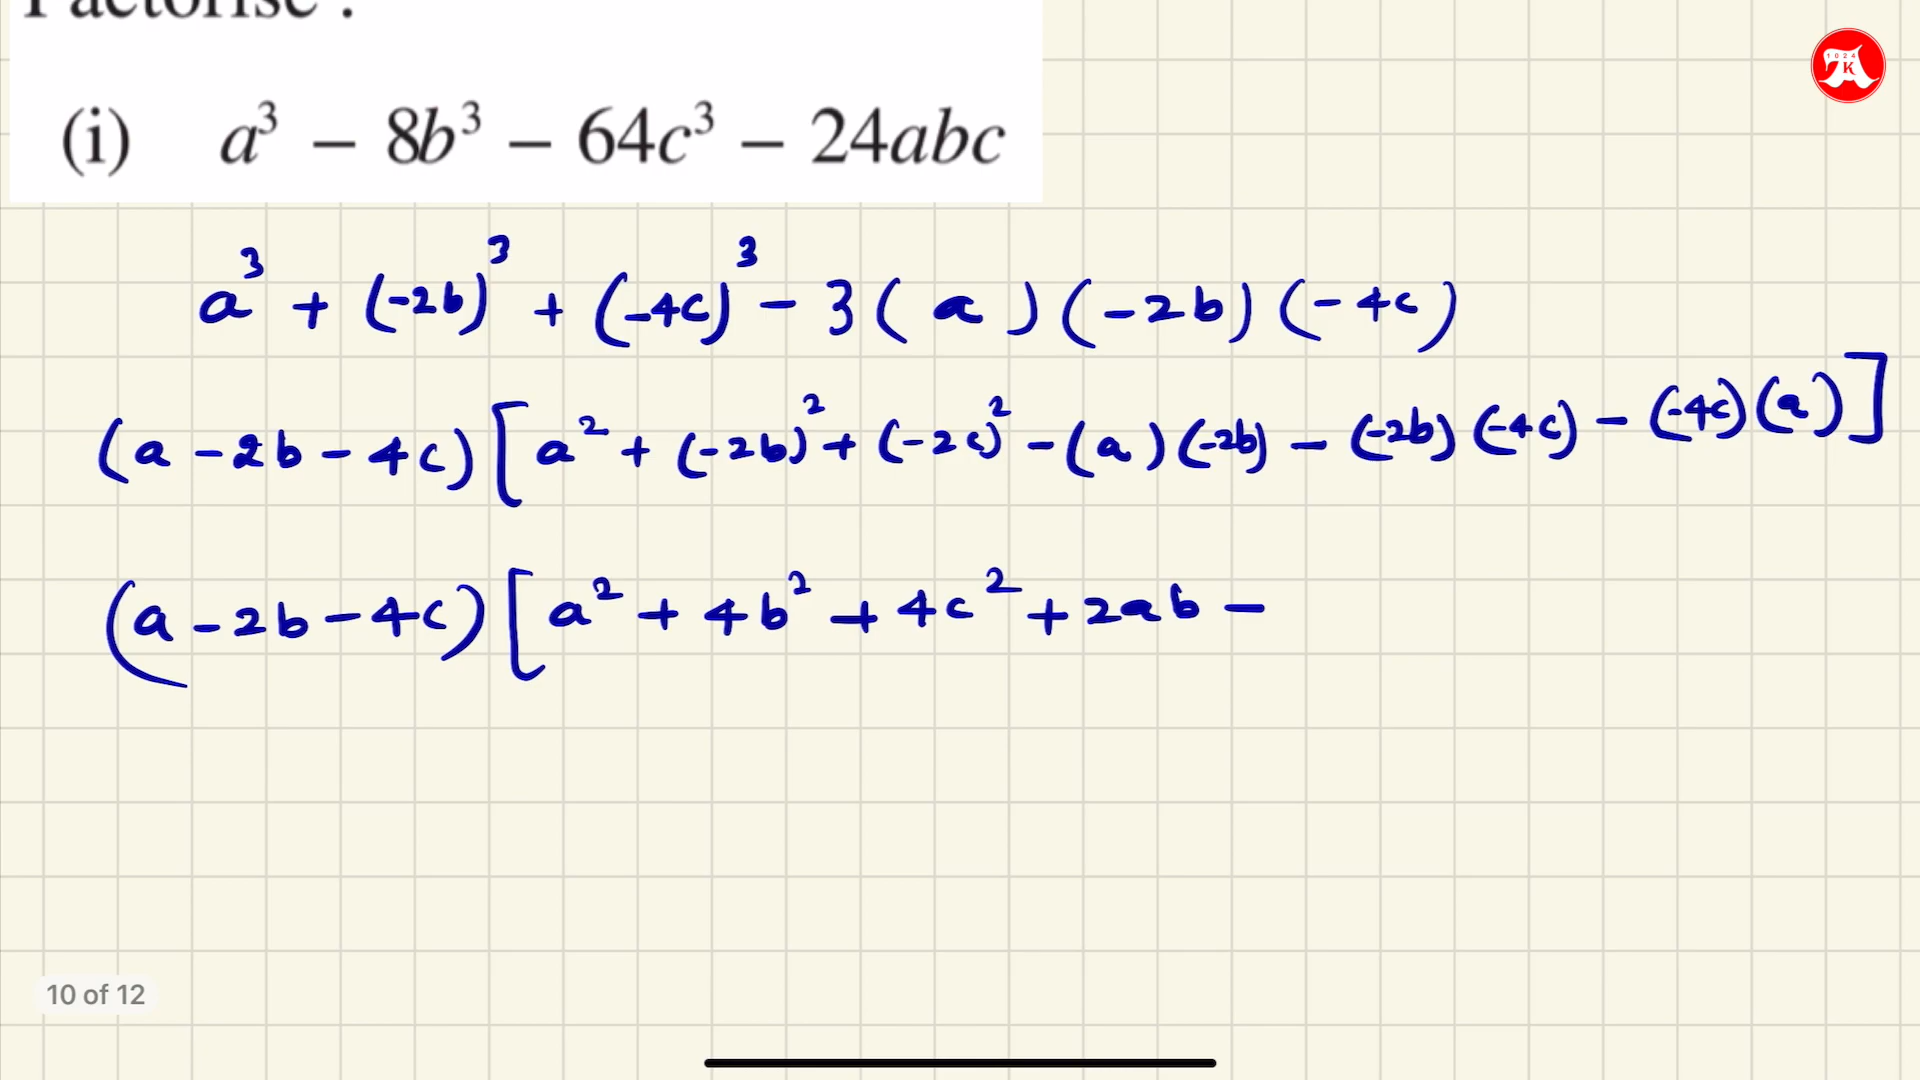 Factorise :
(i) a³ – 8b³ – 64c³ – 24abc
a³ + (-2b)³ + (-4c)³ - 3(a)(-2b)(-4c)
(a - 2b - 4c)[a² + (-2b)² + (-2c)² - (a)(-2b) - (-2b)(-4c) - (-4c)(a)]
(a - 2b - 4c)[a² + 4b² + 4c² + 2ab -
10 of 12
1024
K